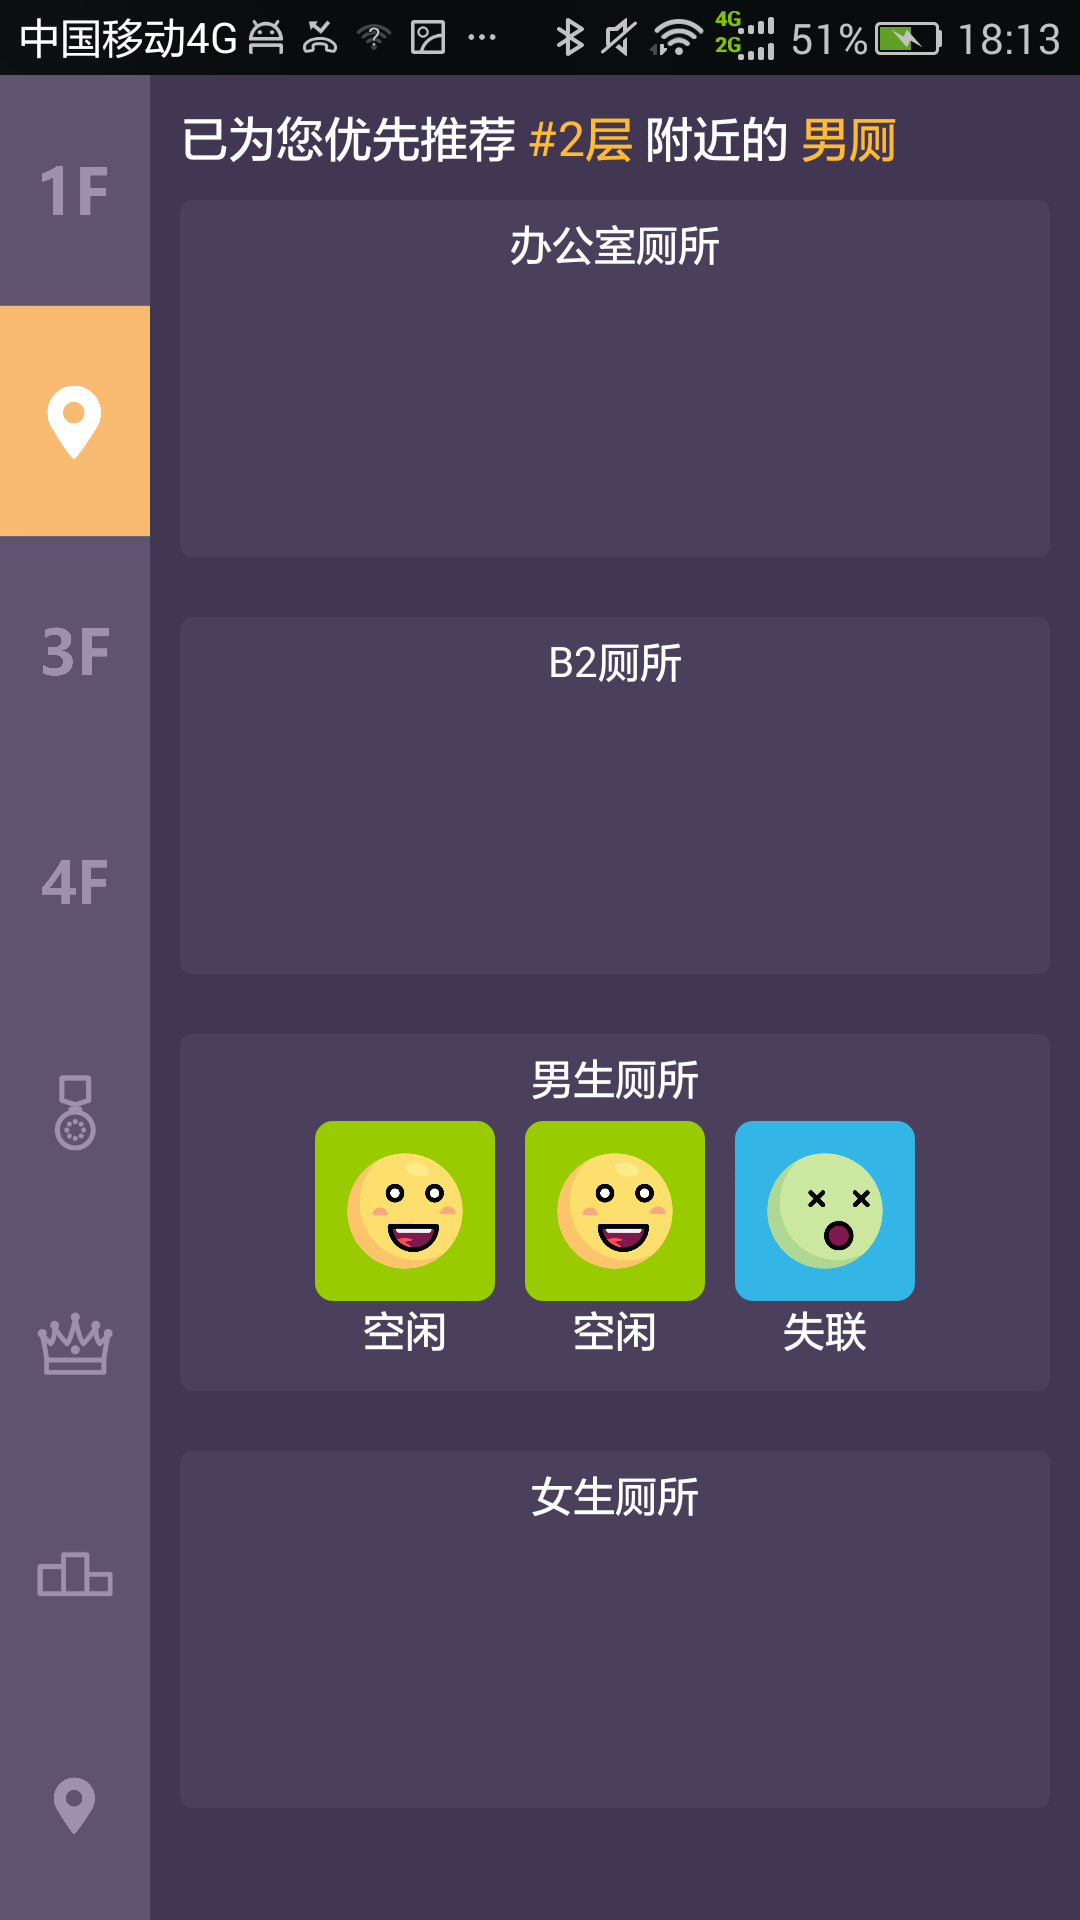 中国移动4G 4G 2G 51% 18:13
已为您优先推荐 #2层 附近的 男厕
1F
办公室厕所
3F
B2厕所
4F
男生厕所
空闲 空闲 失联
女生厕所